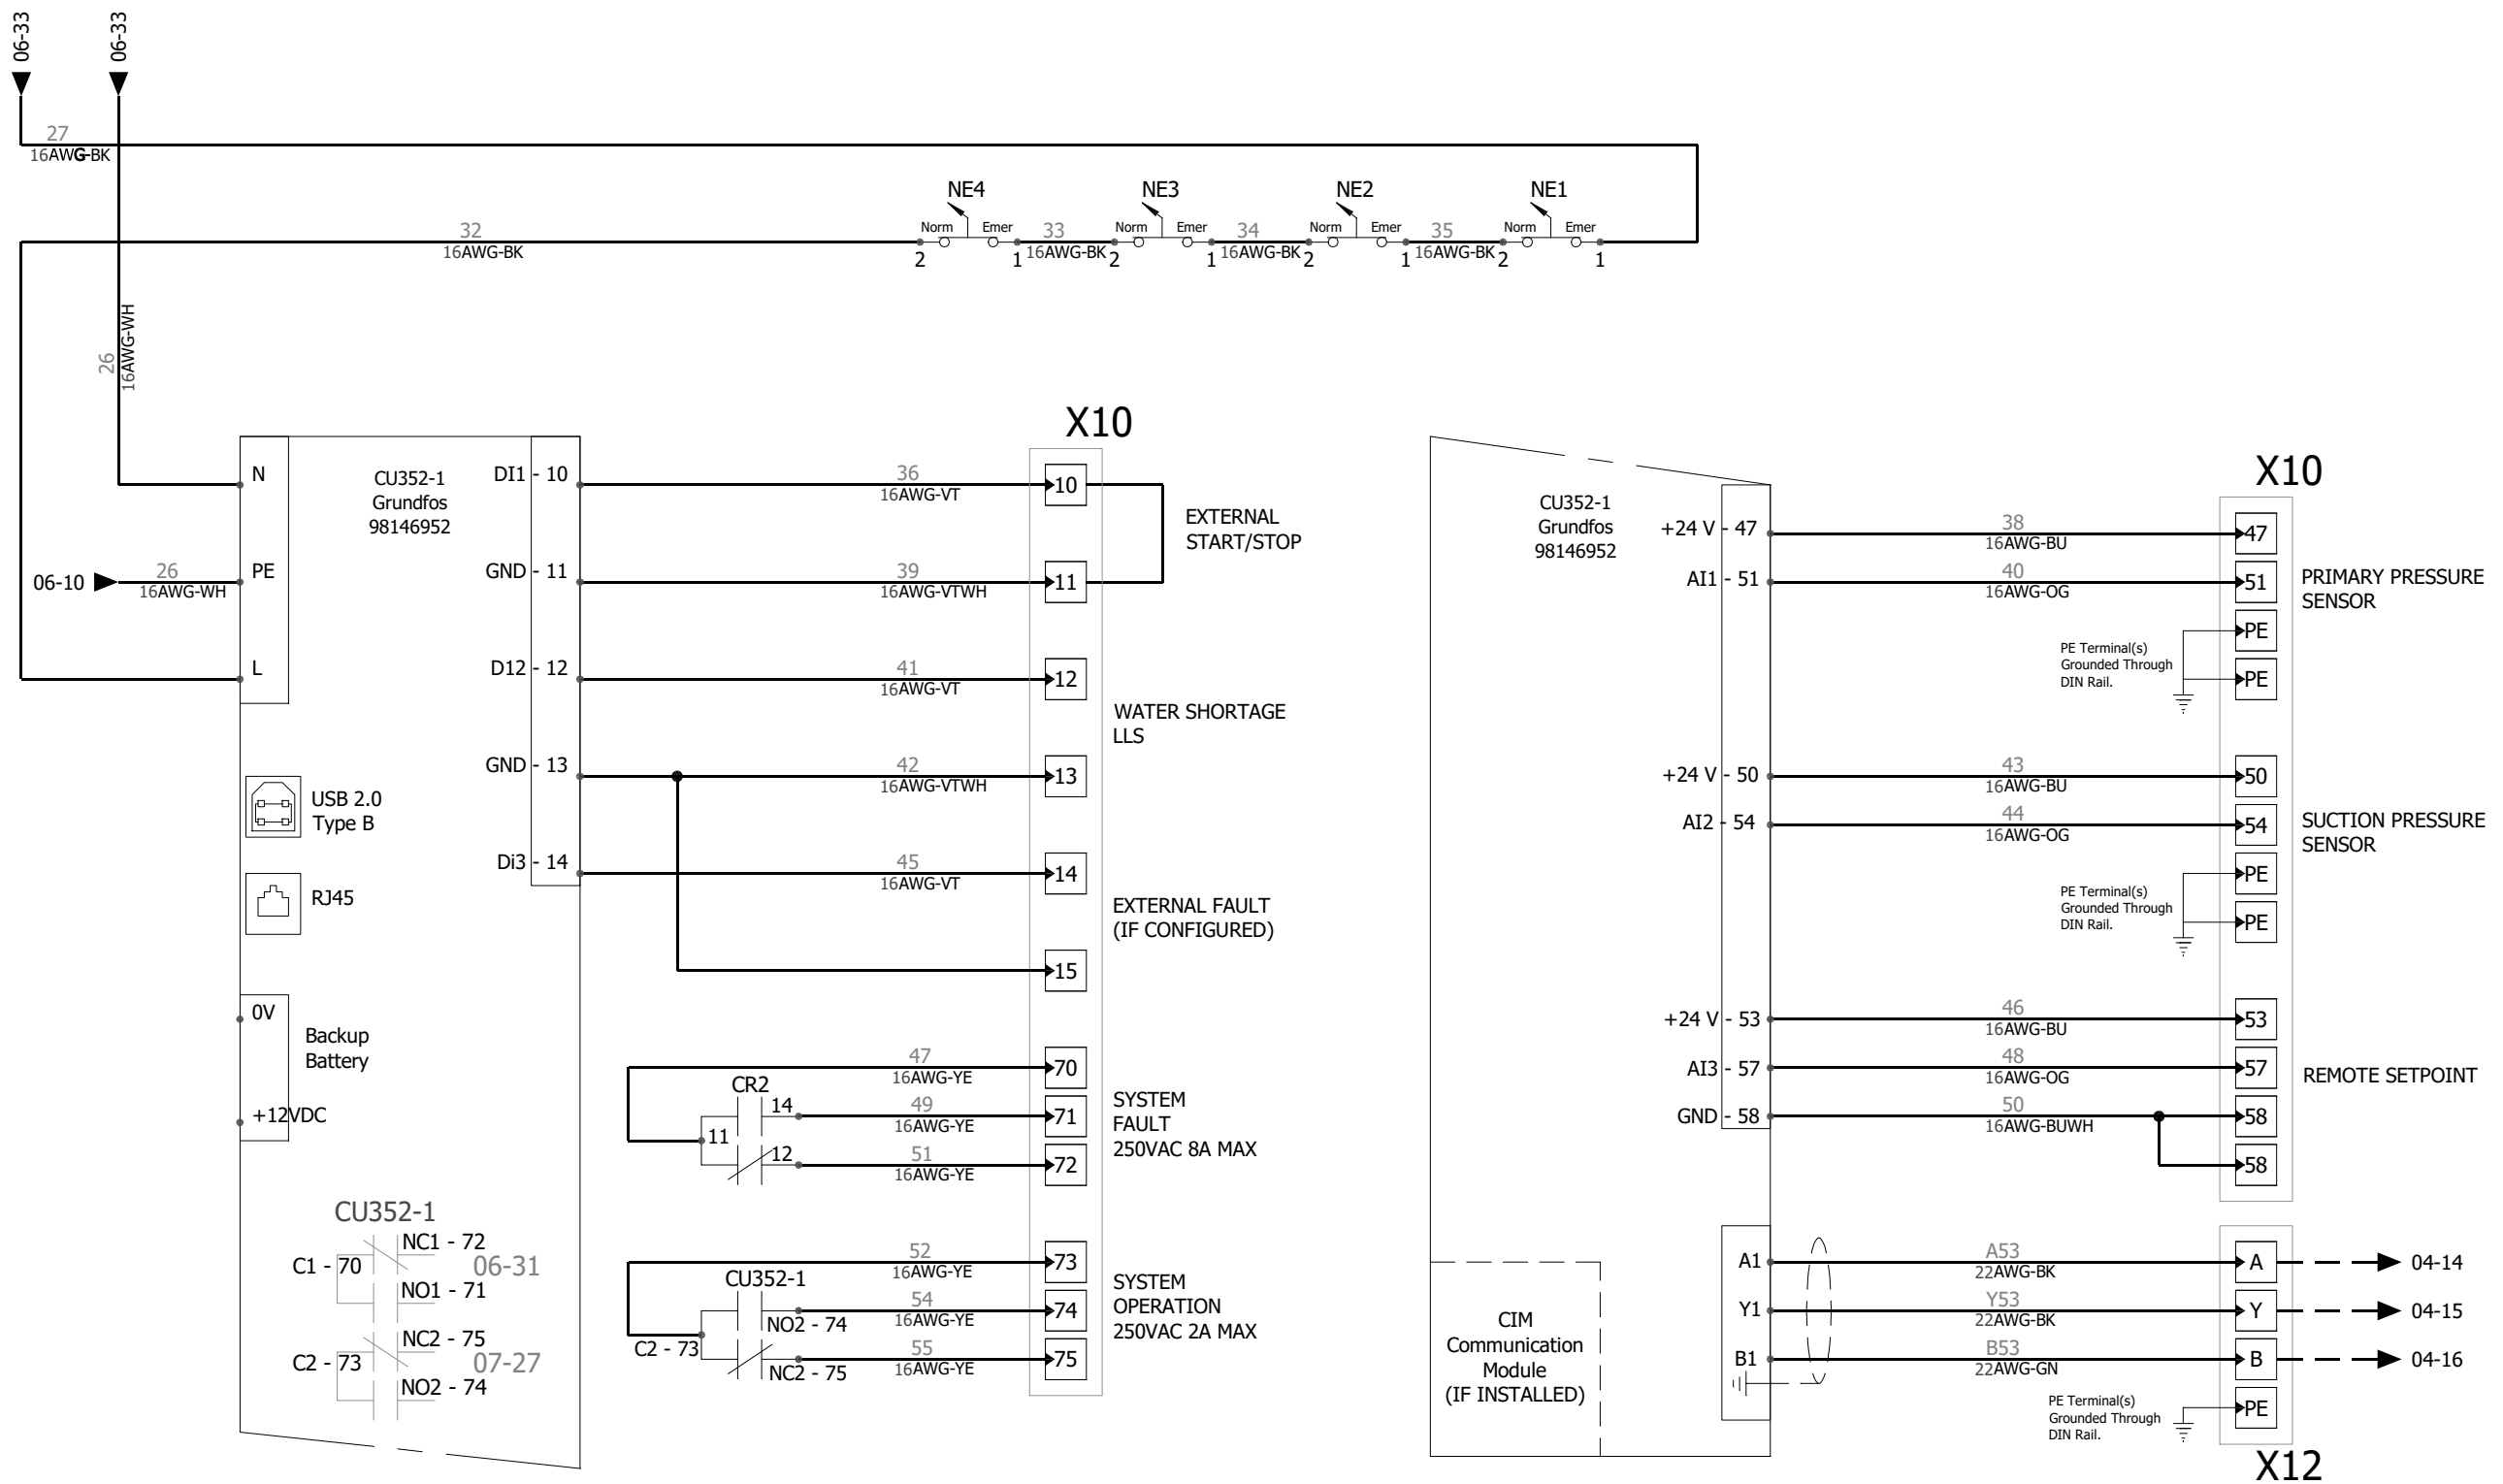 06-33
06-33
27
16AWG-BK
NE4
NE3
NE2
NE1
32
16AWG-BK
Norm
Emer
2
1
33
16AWG-BK
Norm
Emer
2
1
34
16AWG-BK
Norm
Emer
2
1
35
16AWG-BK
Norm
Emer
2
1
26
16AWG-WH
06-10
26
16AWG-WH
N
PE
L
CU352-1
Grundfos
98146952
USB 2.0
Type B
RJ45
0V
Backup
Battery
+12VDC
CU352-1
C1 - 70
NC1 - 72
06-31
NO1 - 71
C2 - 73
NC2 - 75
07-27
NO2 - 74
DI1 - 10
GND - 11
D12 - 12
GND - 13
Di3 - 14
X10
36
16AWG-VT
10
39
16AWG-VTWH
11
EXTERNAL
START/STOP
41
16AWG-VT
12
42
16AWG-VTWH
13
WATER SHORTAGE
LLS
45
16AWG-VT
14
15
EXTERNAL FAULT
(IF CONFIGURED)
47
16AWG-YE
70
CR2
11
14
49
16AWG-YE
71
12
51
16AWG-YE
72
SYSTEM
FAULT
250VAC 8A MAX
52
16AWG-YE
73
CU352-1
C2 - 73
NO2 - 74
54
16AWG-YE
74
NC2 - 75
55
16AWG-YE
75
SYSTEM
OPERATION
250VAC 2A MAX
CU352-1
Grundfos
98146952
CIM
Communication
Module
(IF INSTALLED)
X10
+24 V - 47
38
16AWG-BU
47
AI1 - 51
40
16AWG-OG
51
PRIMARY PRESSURE
SENSOR
PE
PE
PE Terminal(s)
Grounded Through
DIN Rail.
+24 V - 50
43
16AWG-BU
50
AI2 - 54
44
16AWG-OG
54
SUCTION PRESSURE
SENSOR
PE
PE
PE Terminal(s)
Grounded Through
DIN Rail.
+24 V - 53
46
16AWG-BU
53
AI3 - 57
48
16AWG-OG
57
REMOTE SETPOINT
GND - 58
50
16AWG-BUWH
58
58
A1
A53
22AWG-BK
A
04-14
Y1
Y53
22AWG-BK
Y
04-15
B1
B53
22AWG-GN
B
04-16
PE
PE Terminal(s)
Grounded Through
DIN Rail.
X12